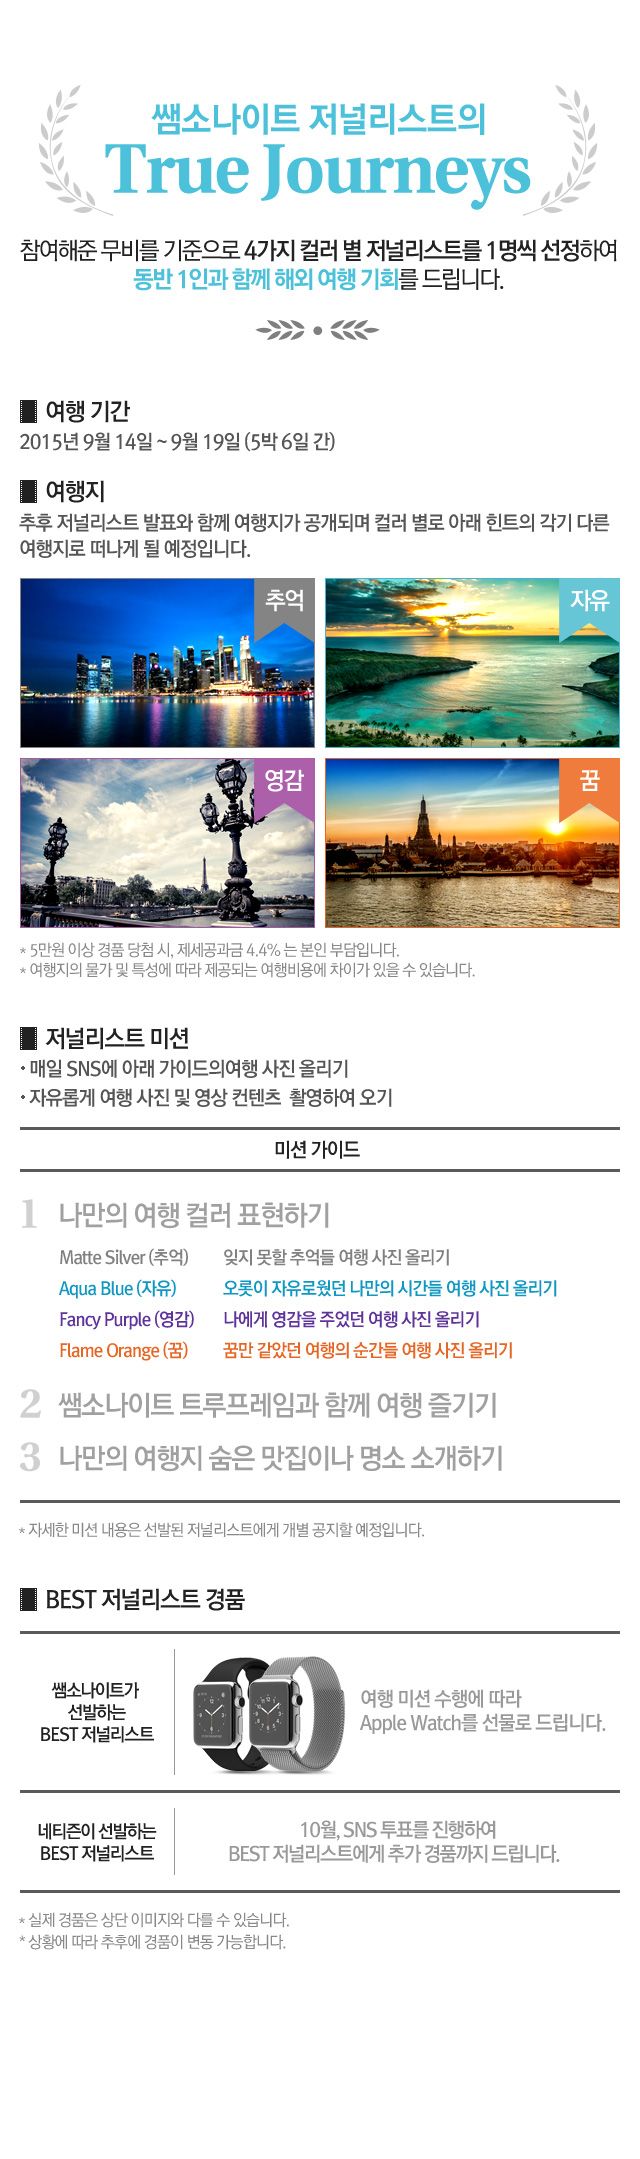 쌤소나이트 저널리스트의
True Journeys
참여해준 무비를 기준으로 4가지 컬러 별 저널리스트를 1명씩 선정하여
동반 1인과 함께 해외 여행 기회를 드립니다.
여행 기간
2015년 9월 14일 ~ 9월 19일 (5박 6일 간)
여행지
추후 저널리스트 발표와 함께 여행지가 공개되며 컬러 별로 아래 힌트의 각기 다른
여행지로 떠나게 될 예정입니다.
추억
자유
영감
꿈
* 5만원 이상 경품 당첨 시, 제세공과금 4.4% 는 본인 부담입니다.
* 여행지의 물가 및 특성에 따라 제공되는 여행비용에 차이가 있을 수 있습니다.
저널리스트 미션
· 매일 SNS에 아래 가이드의여행 사진 올리기
· 자유롭게 여행 사진 및 영상 컨텐츠 촬영하여 오기
미션 가이드
1 나만의 여행 컬러 표현하기
Matte Silver (추억) 잊지 못할 추억들 여행 사진 올리기
Aqua Blue (자유) 오롯이 자유로웠던 나만의 시간들 여행 사진 올리기
Fancy Purple (영감) 나에게 영감을 주었던 여행 사진 올리기
Flame Orange (꿈) 꿈만 같았던 여행의 순간들 여행 사진 올리기
2 쌤소나이트 트루프레임과 함께 여행 즐기기
3 나만의 여행지 숨은 맛집이나 명소 소개하기
* 자세한 미션 내용은 선발된 저널리스트에게 개별 공지할 예정입니다.
BEST 저널리스트 경품
쌤소나이트가
선발하는
BEST 저널리스트
여행 미션 수행에 따라
Apple Watch를 선물로 드립니다.
네티즌이 선발하는
BEST 저널리스트
10월, SNS 투표를 진행하여
BEST 저널리스트에게 추가 경품까지 드립니다.
* 실제 경품은 상단 이미지와 다를 수 있습니다.
* 상황에 따라 추후에 경품이 변동 가능합니다.